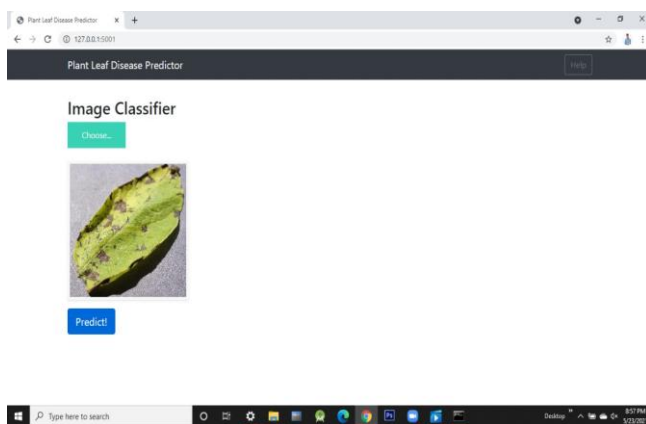 Plant Leaf Disease Predictor
127.0.0.1:5001
Plant Leaf Disease Predictor
Help
Image Classifier
Choose...
Predict!
Type here to search
Desktop
8:57 PM